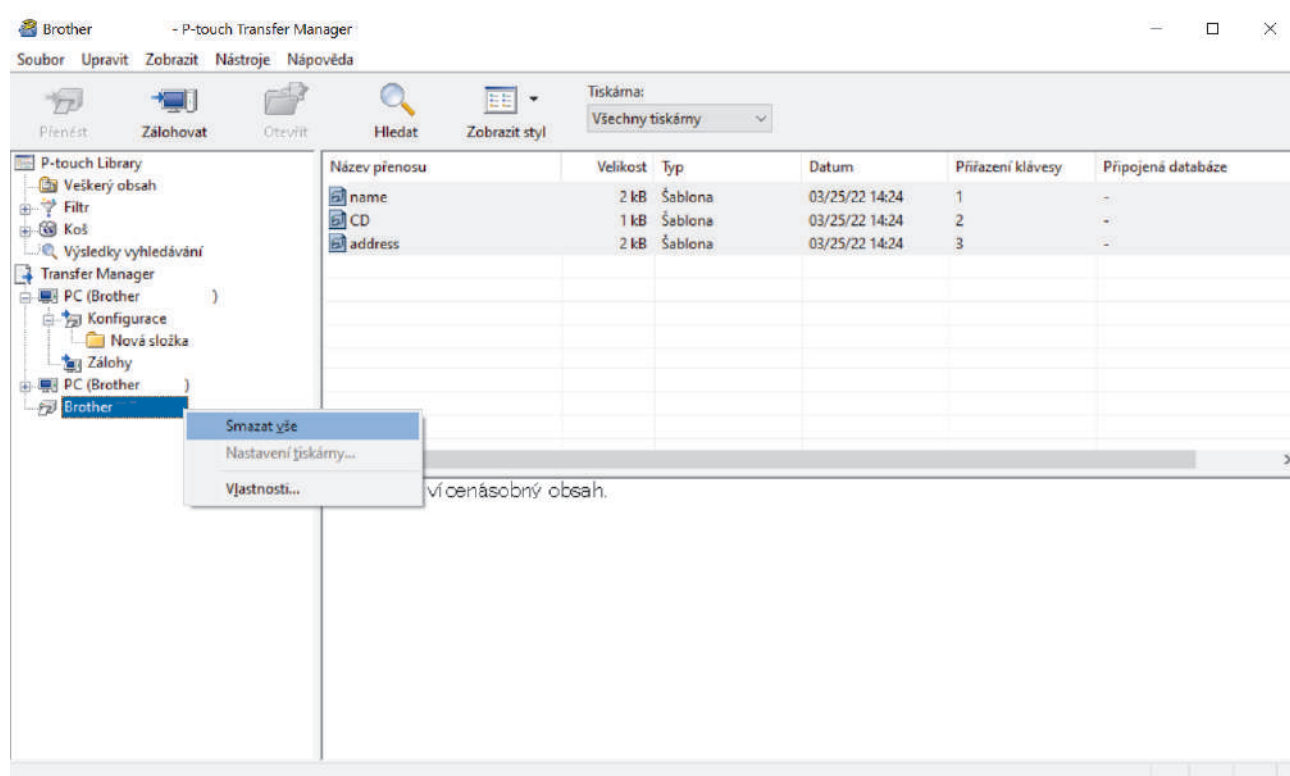 Brother - P-touch Transfer Manager
Soubor Upravit Zobrazit Nástroje Nápověda
Přenést Zálohovat Otevřít Hledat Zobrazit styl
Tiskárna:
Všechny tiskárny
P-touch Library
Veškerý obsah
Filtr
Koš
Výsledky vyhledávání
Transfer Manager
PC (Brother )
Konfigurace
Nová složka
Zálohy
PC (Brother )
Brother
Smazat vše
Nastavení tiskárny...
Vlastnosti...
Název přenosu Velikost Typ Datum Přiřazení klávesy Připojená databáze
name 2 kB Šablona 03/25/22 14:24 1 -
CD 1 kB Šablona 03/25/22 14:24 2 -
address 2 kB Šablona 03/25/22 14:24 3 -
vícenásobný obsah.